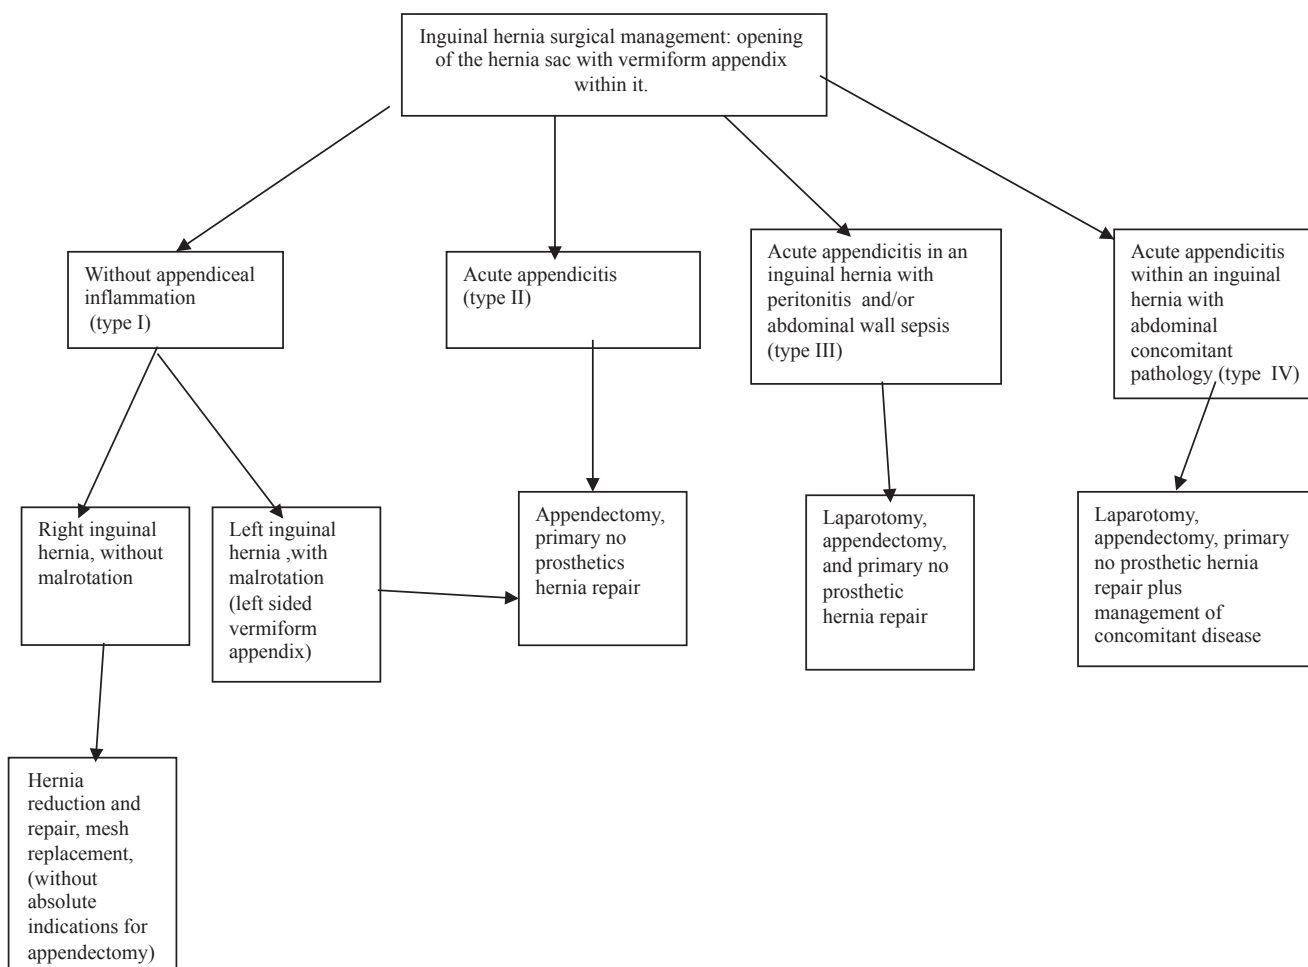 Inguinal hernia surgical management: opening
of the hernia sac with vermiform appendix
within it.
Without appendiceal
inflammation
(type I)
Acute appendicitis
(type II)
Acute appendicitis in an
inguinal hernia with
peritonitis and/or
abdominal wall sepsis
(type III)
Acute appendicitis
within an inguinal
hernia with
abdominal
concomitant
pathology (type IV)
Right inguinal
hernia, without
malrotation
Left inguinal
hernia ,with
malrotation
(left sided
vermiform
appendix)
Appendectomy,
primary no
prosthetics
hernia repair
Laparotomy,
appendectomy,
and primary no
prosthetic
hernia repair
Laparotomy,
appendectomy, primary
no prosthetic hernia
repair plus
management of
concomitant disease
Hernia
reduction and
repair, mesh
replacement,
(without
absolute
indications for
appendectomy)